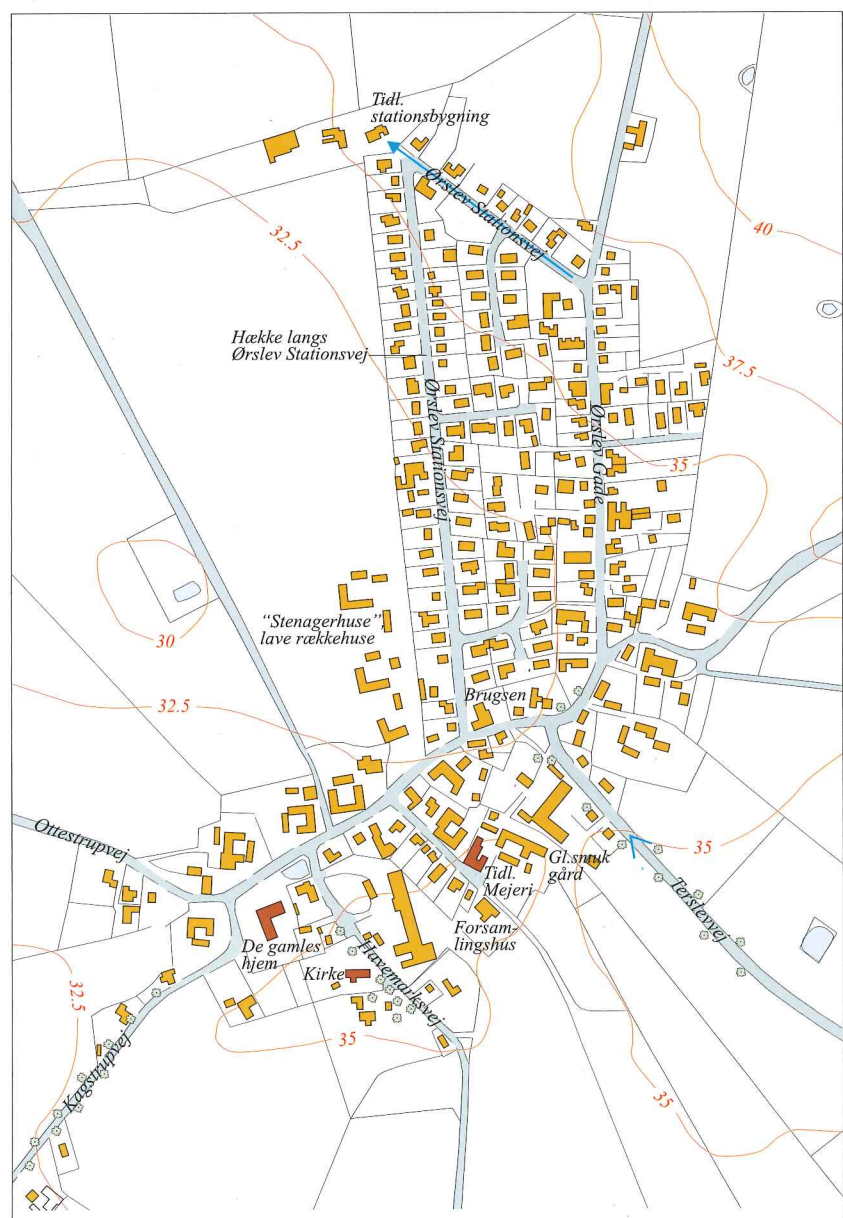 Tidl.
stationsbygning
Ørslev Stationsvej
40
32.5
Hække langs
Ørslev Stationsvej
37.5
Ørslev Stationsvej
Ørslev Gade
35
30
"Stenagerhuse",
lave rækkehuse
32.5
Brugsen
Ottestrupvej
Gl.smuk
gård
35
Tidl.
Mejeri
Terslevvej
De gamles
hjem
Forsam-
lingshus
Kirke
Havemarksvej
32.5
35
35
Kagstrupvej